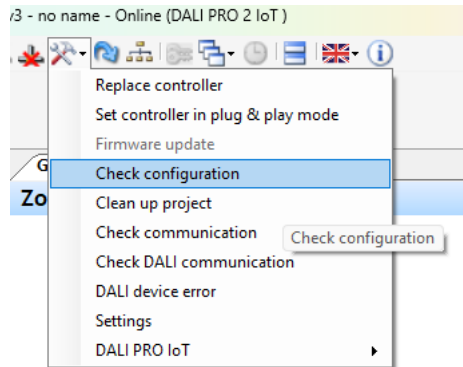 v3 - no name - Online (DALI PRO 2 IoT )
Replace controller
Set controller in plug & play mode
Firmware update
G
Check configuration
Zo
Clean up project
Check communication
Check configuration
Check DALI communication
DALI device error
Settings
DALI PRO IoT